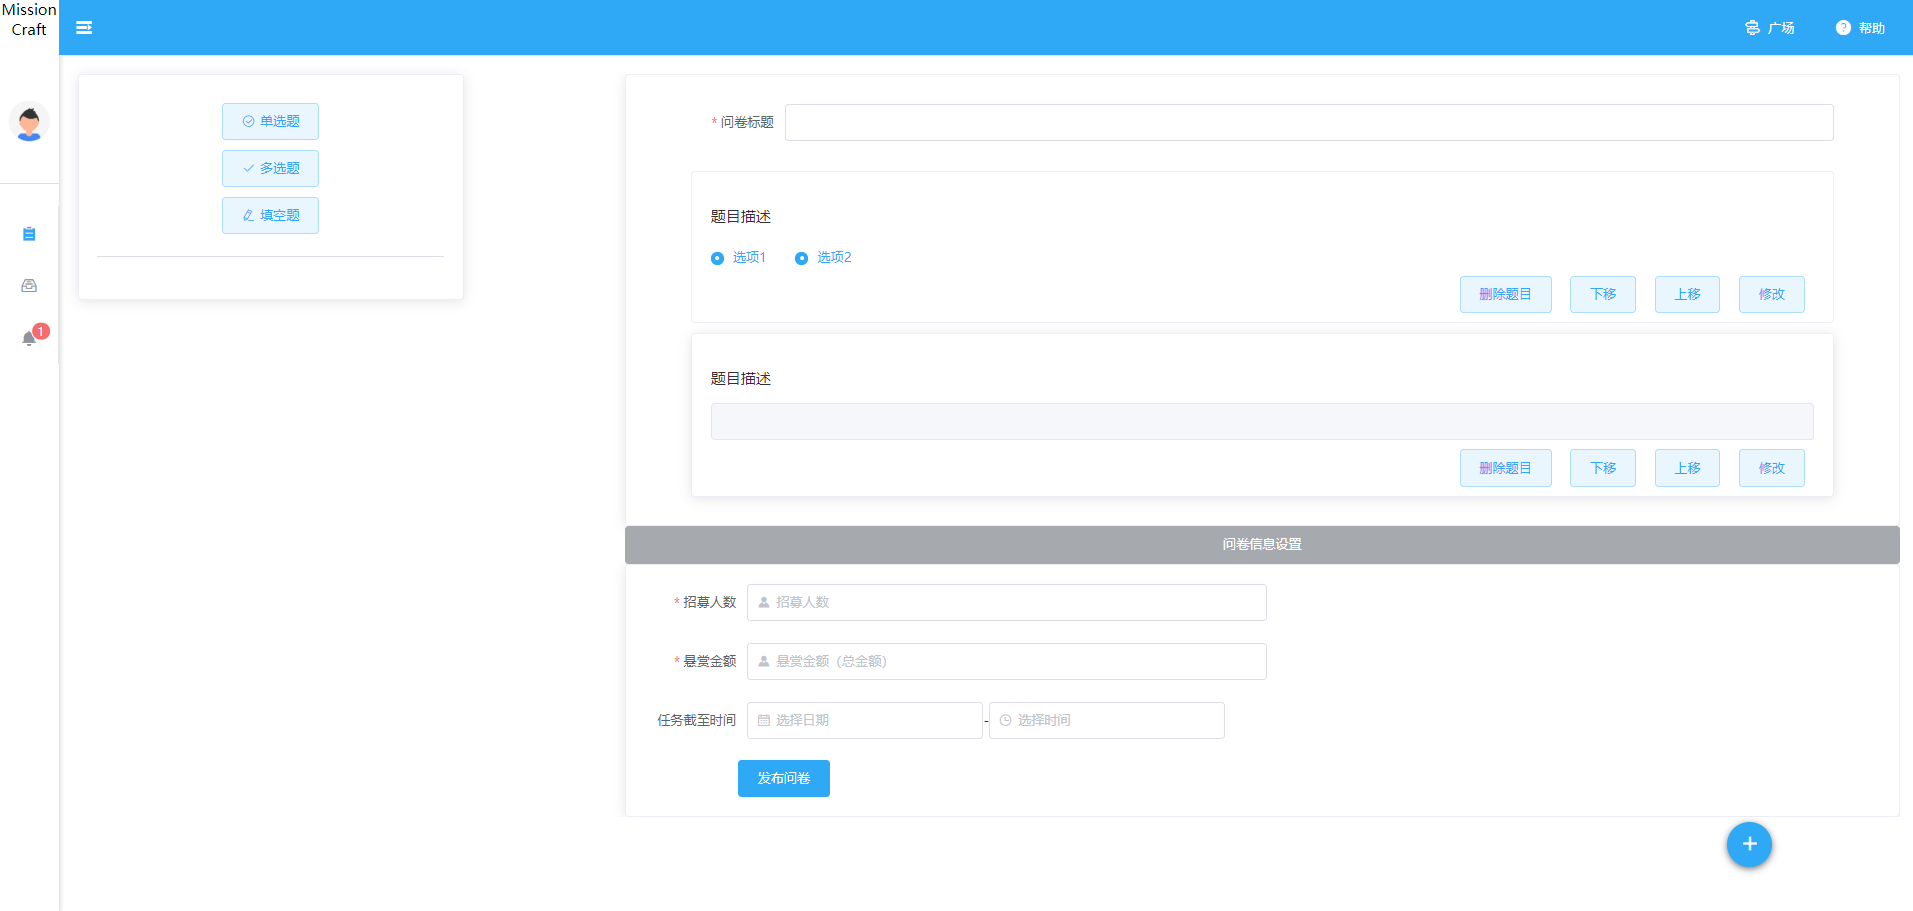 Mission
Craft
广场
帮助
1
单选题
多选题
填空题
* 问卷标题
题目描述
选项1 选项2
删除题目 下移 上移 修改
题目描述
删除题目 下移 上移 修改
问卷信息设置
* 招募人数 招募人数
* 悬赏金额 悬赏金额（总金额）
任务截至时间 选择日期 - 选择时间
发布问卷